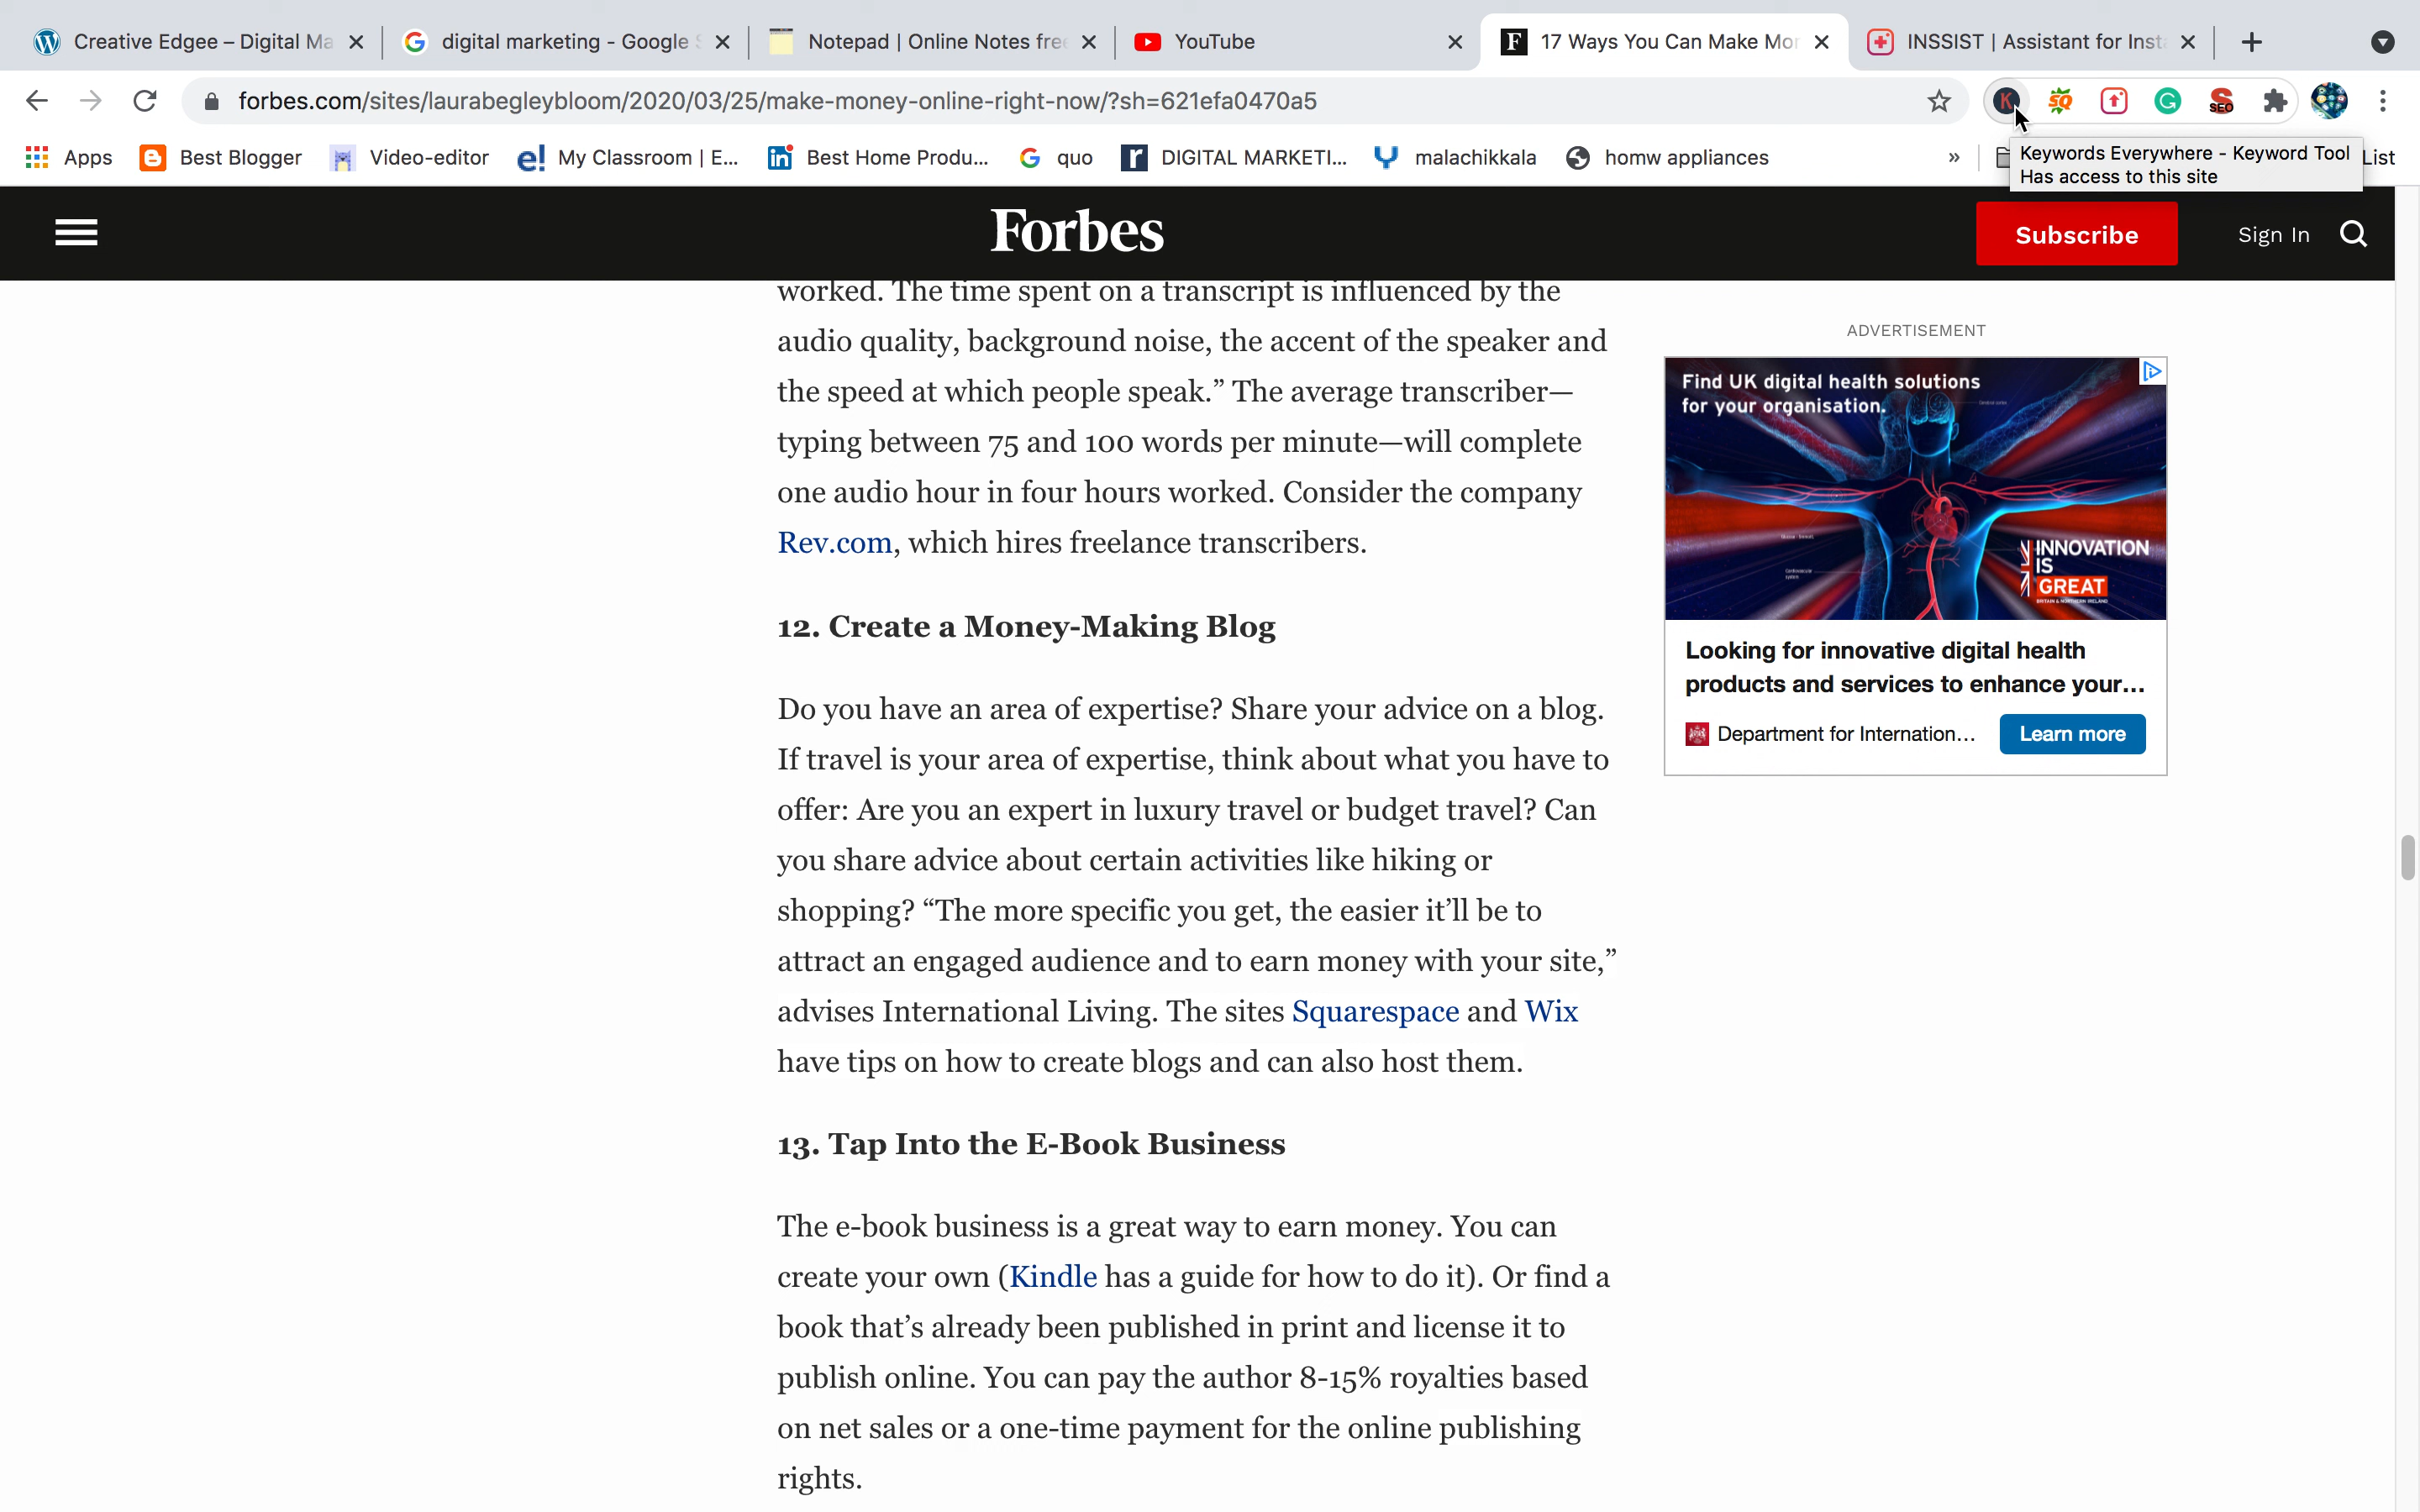 Creative Edgee – Digital Ma
digital marketing - Google S
Notepad | Online Notes free
YouTube
17 Ways You Can Make Mon
INSSIST | Assistant for Insta
forbes.com/sites/laurabegleybloom/2020/03/25/make-money-online-right-now/?sh=621efa0470a5
Apps
Best Blogger
Video-editor
My Classroom | E...
Best Home Produ...
quo
DIGITAL MARKETI...
malachikkala
homw appliances
»
List
Keywords Everywhere - Keyword Tool
Has access to this site
Forbes
Subscribe
Sign In
worked. The time spent on a transcript is influenced by the
audio quality, background noise, the accent of the speaker and
the speed at which people speak.” The average transcriber—
typing between 75 and 100 words per minute—will complete
one audio hour in four hours worked. Consider the company
Rev.com, which hires freelance transcribers.
12. Create a Money-Making Blog
Do you have an area of expertise? Share your advice on a blog.
If travel is your area of expertise, think about what you have to
offer: Are you an expert in luxury travel or budget travel? Can
you share advice about certain activities like hiking or
shopping? “The more specific you get, the easier it’ll be to
attract an engaged audience and to earn money with your site,”
advises International Living. The sites Squarespace and Wix
have tips on how to create blogs and can also host them.
13. Tap Into the E-Book Business
The e-book business is a great way to earn money. You can
create your own (Kindle has a guide for how to do it). Or find a
book that’s already been published in print and license it to
publish online. You can pay the author 8-15% royalties based
on net sales or a one-time payment for the online publishing
rights.
ADVERTISEMENT
Find UK digital health solutions
for your organisation.
INNOVATION
IS
GREAT
BRITAIN & NORTHERN IRELAND
Looking for innovative digital health
products and services to enhance your...
Department for Internation...
Learn more